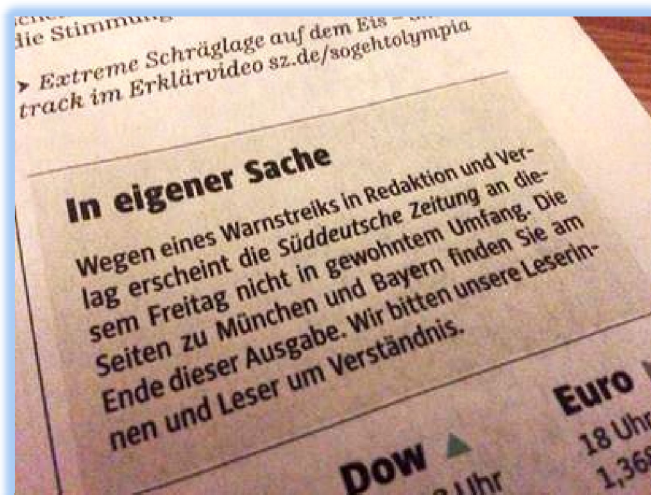 die Stimmung
> Extreme Schräglage auf dem Eis –
track im Erklärvideo sz.de/sogehtolympia
In eigener Sache
Wegen eines Warnstreiks in Redaktion und Ver-
lag erscheint die Süddeutsche Zeitung an die-
sem Freitag nicht in gewohntem Umfang. Die
Seiten zu München und Bayern finden Sie am
Ende dieser Ausgabe. Wir bitten unsere Leserin-
nen und Leser um Verständnis.
Dow ▲
Uhr
Euro
18 Uhr
1,368